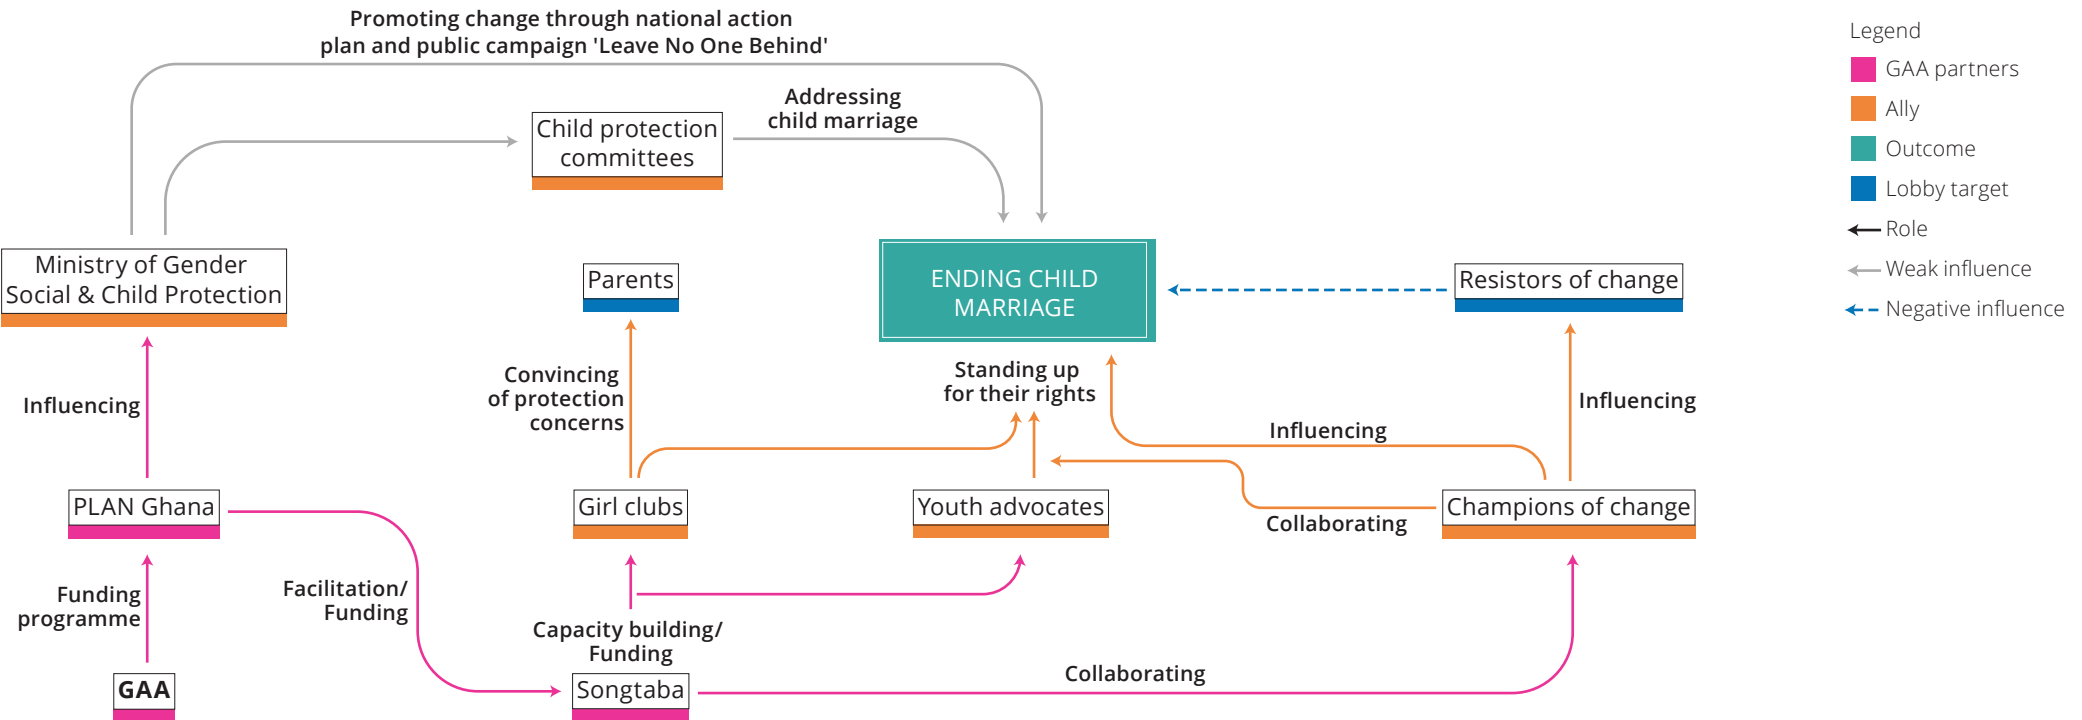 Promoting change through national action
plan and public campaign 'Leave No One Behind'
Addressing
child marriage
Child protection
committees
Ministry of Gender
Social & Child Protection
Parents
ENDING CHILD
MARRIAGE
Resistors of change
Influencing
Convincing
of protection
concerns
Standing up
for their rights
Influencing
Influencing
PLAN Ghana
Girl clubs
Youth advocates
Collaborating
Champions of change
Funding
programme
Facilitation/
Funding
Capacity building/
Funding
Collaborating
GAA
Songtaba
Legend
GAA partners
Ally
Outcome
Lobby target
Role
Weak influence
Negative influence